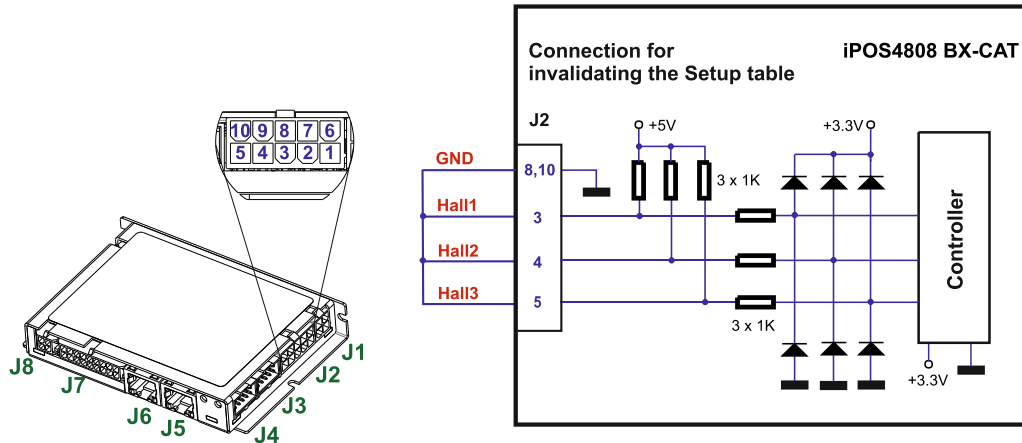 10 9 8 7 6
5 4 3 2 1
J8
J7
J6
J5
J4
J3
J2
J1
Connection for
invalidating the Setup table
iPOS4808 BX-CAT
J2
+5V
+3.3V
GND
8,10
3 x 1K
Hall1
3
Hall2
4
Hall3
5
3 x 1K
Controller
+3.3V